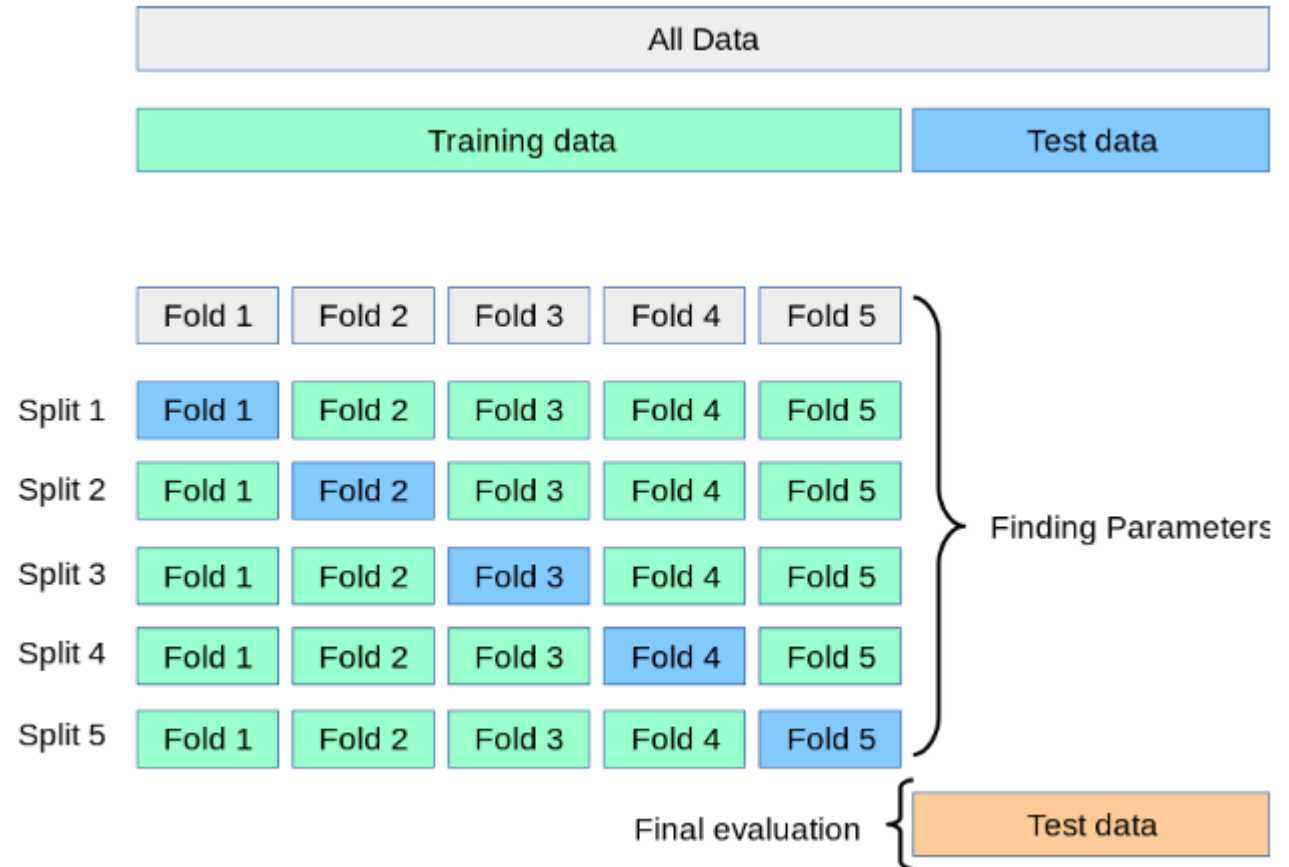 All Data
Training data Test data
Fold 1 Fold 2 Fold 3 Fold 4 Fold 5
Split 1 Fold 1 Fold 2 Fold 3 Fold 4 Fold 5
Split 2 Fold 1 Fold 2 Fold 3 Fold 4 Fold 5
Finding Parameters
Split 3 Fold 1 Fold 2 Fold 3 Fold 4 Fold 5
Split 4 Fold 1 Fold 2 Fold 3 Fold 4 Fold 5
Split 5 Fold 1 Fold 2 Fold 3 Fold 4 Fold 5
Final evaluation Test data